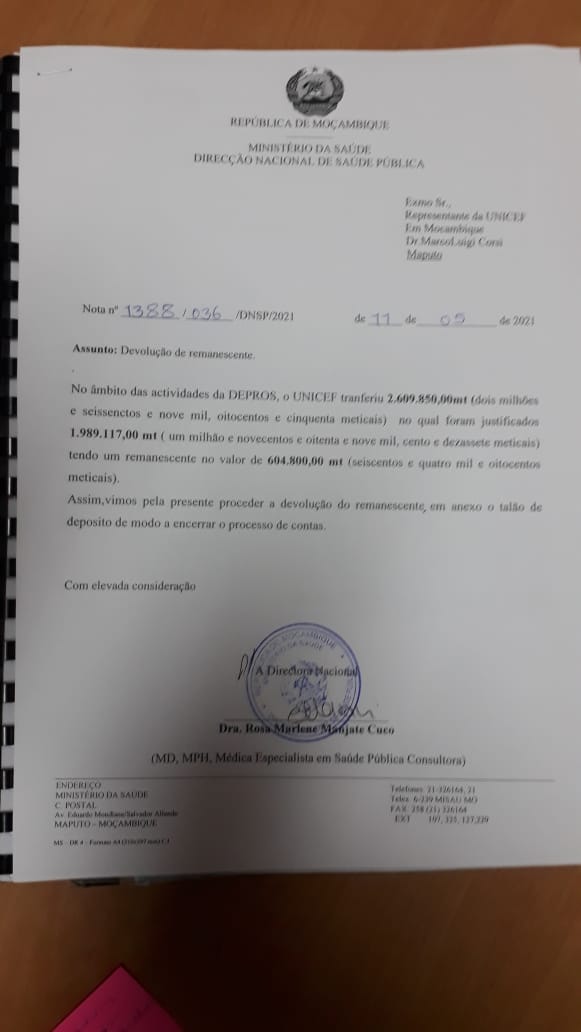 REPÚBLICA DE MOÇAMBIQUE
MINISTÉRIO DA SAÚDE
DIRECÇÃO NACIONAL DE SAÚDE PÚBLICA
Exmo Sr.,
Representante da UNICEF
Em Mocambique
Dr MarcoLuigi Corsi
Maputo
Nota nº 1388 / 036 /DNSP/2021 de 11 de 05 de 2021
Assunto: Devolução de remanescente.
No âmbito das actividades da DEPROS, o UNICEF tranferiu 2.609.850,00mt (dois milhões
e seissenctos e nove mil, oitocentos e cinquenta meticais) no qual foram justificados
1.989.117,00 mt ( um milhão e novecentos e oitenta e nove mil, cento e dezassete meticais)
tendo um remanescente no valor de 604.800,00 mt (seiscentos e quatro mil e oitocentos
meticais).
Assim,vimos pela presente proceder a devolução do remanescente, em anexo o talão de
deposito de modo a encerrar o processo de contas.
Com elevada consideração
A Directora Nacional
Dra. Rosa Marlene Manjate Cuco
(MD, MPH, Médica Especialista em Saúde Pública Consultora)
ENDEREÇO
MINISTÉRIO DA SAÚDE
C. POSTAL
Av. Eduardo Mondlane/Salvador Allende
MAPUTO – MOÇAMBIQUE
MS - DR 4 - Formato A4 (210x297 mm) C.I
Telefones: 21-326164, 21
Telex: 6-239 MISAU MO
FAX 258 (21) 326164
EXT 107, 331, 127,229